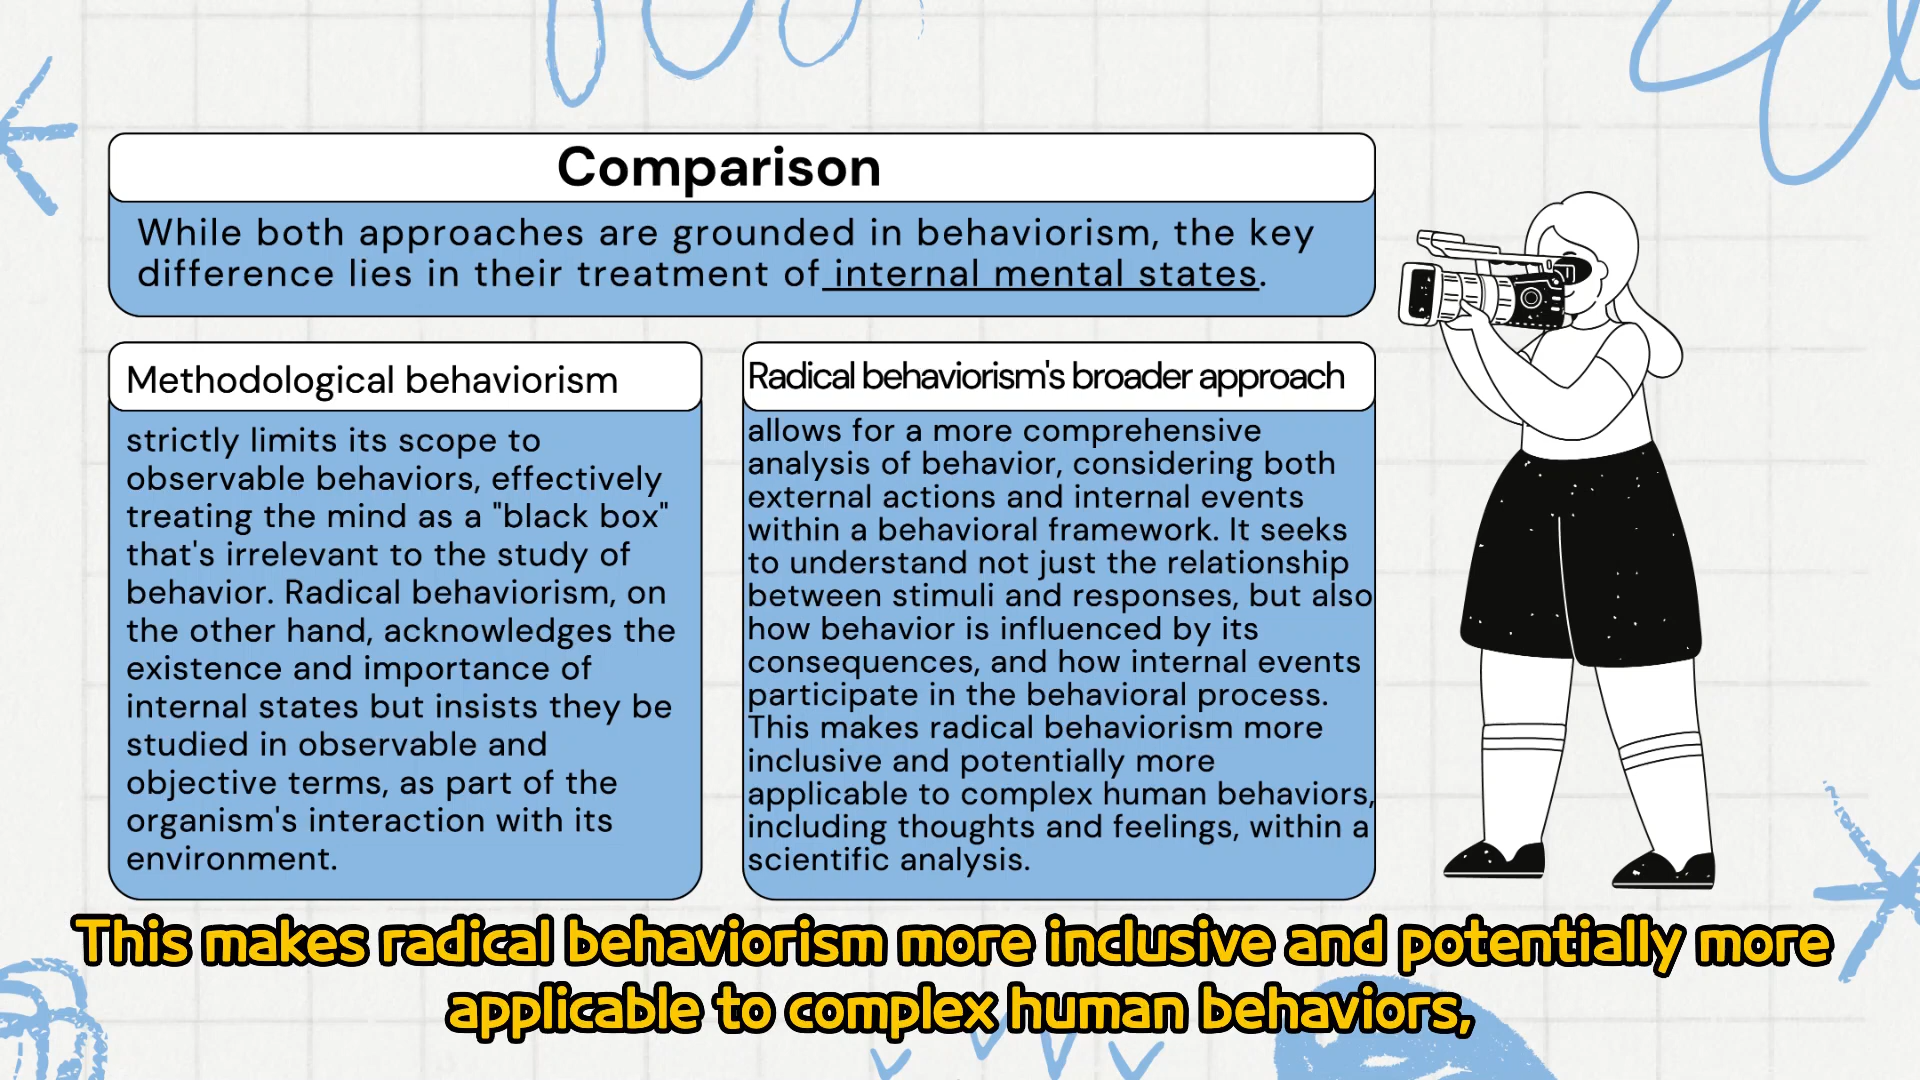 Comparison
While both approaches are grounded in behaviorism, the key
difference lies in their treatment of internal mental states.
Methodological behaviorism
strictly limits its scope to
observable behaviors, effectively
treating the mind as a "black box"
that's irrelevant to the study of
behavior. Radical behaviorism, on
the other hand, acknowledges the
existence and importance of
internal states but insists they be
studied in observable and
objective terms, as part of the
organism's interaction with its
environment.
Radical behaviorism's broader approach
allows for a more comprehensive
analysis of behavior, considering both
external actions and internal events
within a behavioral framework. It seeks
to understand not just the relationship
between stimuli and responses, but also
how behavior is influenced by its
consequences, and how internal events
participate in the behavioral process.
This makes radical behaviorism more
inclusive and potentially more
applicable to complex human behaviors,
including thoughts and feelings, within a
scientific analysis.
This makes radical behaviorism more inclusive and potentially more
applicable to complex human behaviors,